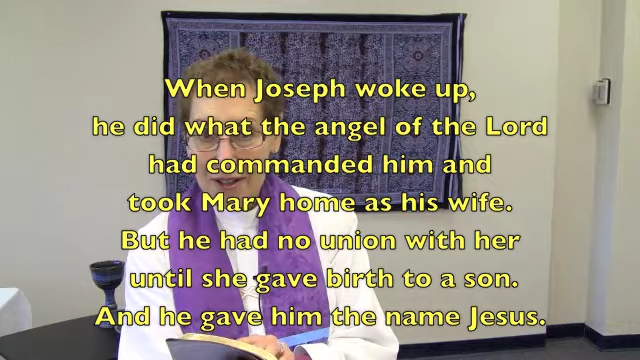 When Joseph woke up,
he did what the angel of the Lord
had commanded him and
took Mary home as his wife.
But he had no union with her
until she gave birth to a son.
And he gave him the name Jesus.